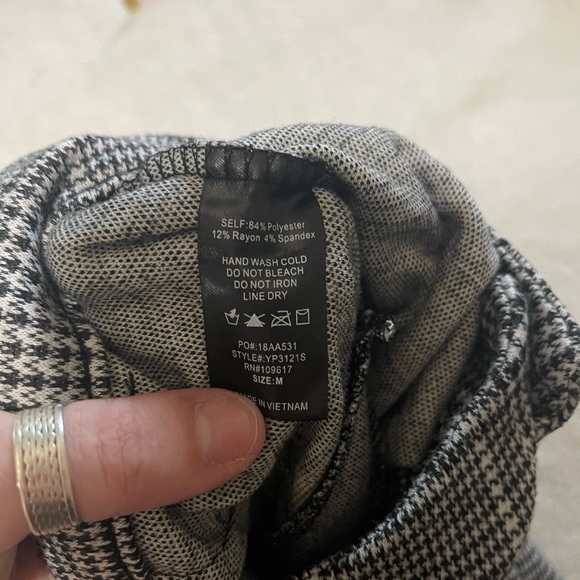 SELF:84% Polyester
12% Rayon 4% Spandex
HAND WASH COLD
DO NOT BLEACH
DO NOT IRON
LINE DRY
PO#:18AA531
STYLE#:YP3121S
RN#109617
SIZE:M
IN VIETNAM